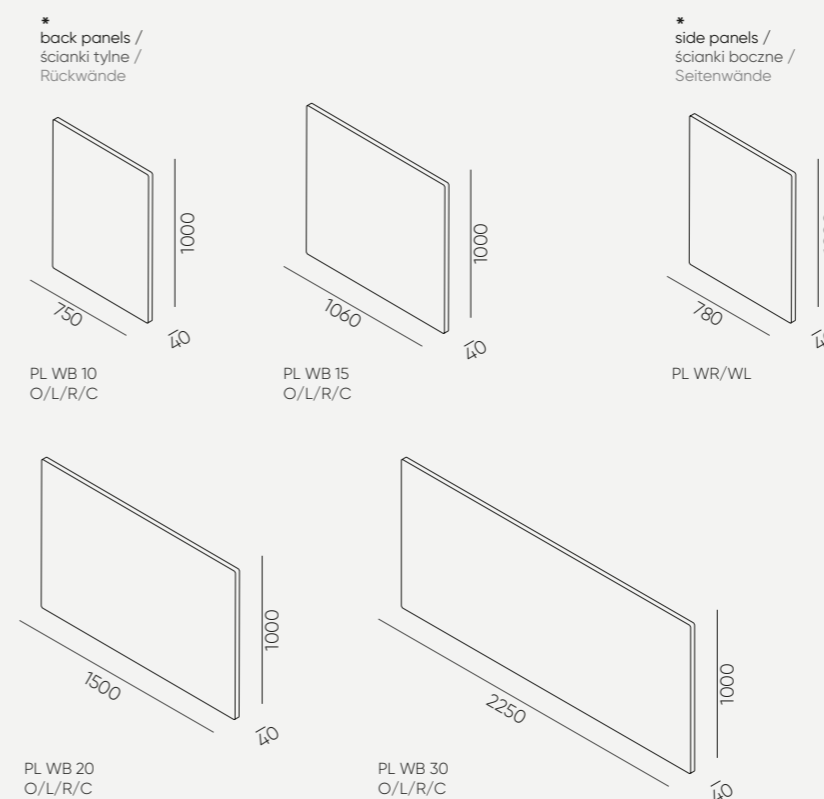 *
back panels /
ścianki tylne /
Rückwände
*
side panels /
ścianki boczne /
Seitenwände
1000
750
40
PL WB 10
O/L/R/C
1000
1060
40
PL WB 15
O/L/R/C
780
PL WR/WL
1000
1500
40
PL WB 20
O/L/R/C
1000
2250
40
PL WB 30
O/L/R/C